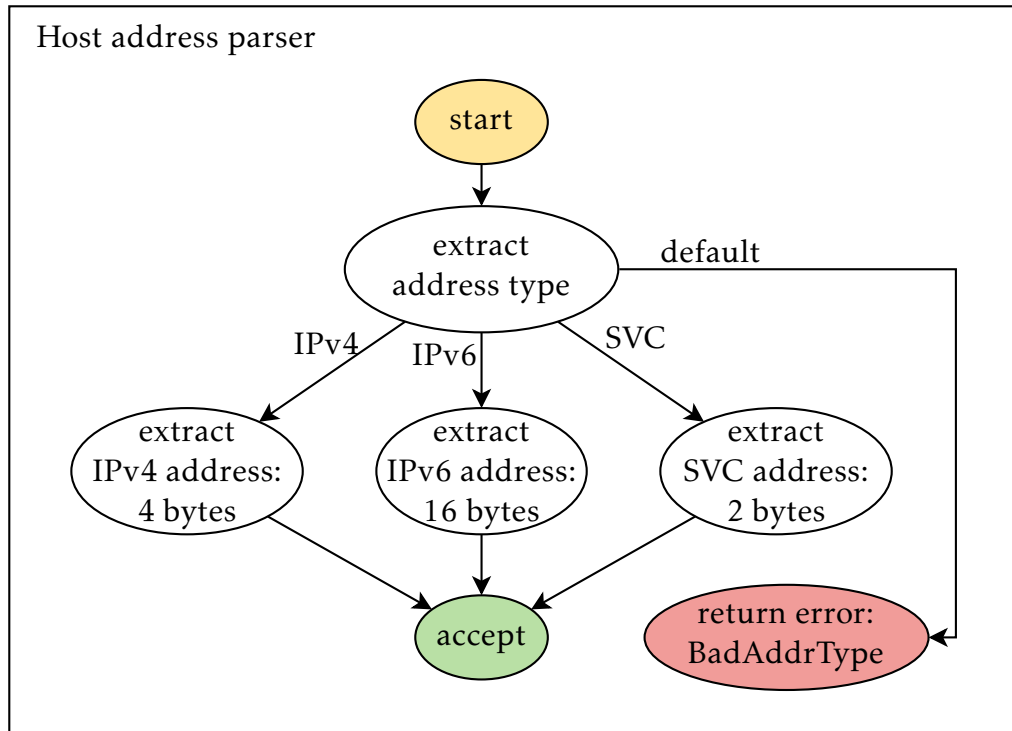 Host address parser
start
extract
address type
default
IPv4
IPv6
SVC
extract
IPv4 address:
4 bytes
extract
IPv6 address:
16 bytes
extract
SVC address:
2 bytes
accept
return error:
BadAddrType